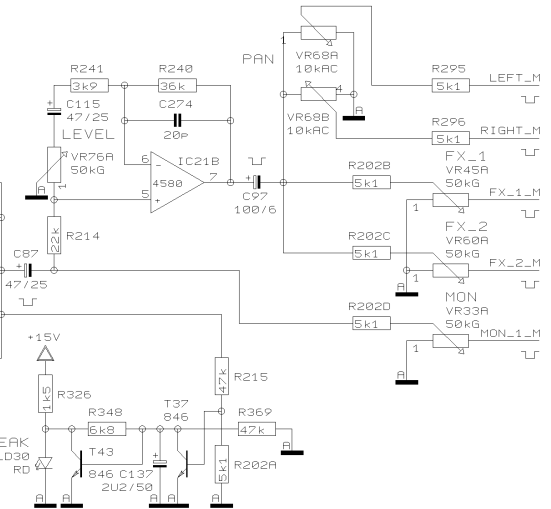 PAN
1
VR68A
10kAC
4
VR68B
10kAC
A
R295
5k1
LEFT_M
R296
5k1
RIGHT_M
R241
3k9
R240
36k
C115
47/25
C274
20p
LEVEL
VR76A
50kG
1
A
6
5
7
IC21B
4580
-
+
+
+
C97
100/6
R214
22k
C87
+
47/25
R202B
5k1
FX_1
VR45A
50kG
1
FX_1_M
R202C
5k1
FX_2
VR60A
50kG
1
FX_2_M
A
R202D
5k1
MON
VR33A
50kG
1
MON_1_M
A
+15V
R326
1k5
R348
6k8
T37
846
R215
47k
R369
47k
A
EAK
LD30
RD
T43
846
C137
+
2U2/50
R202A
5k1
A
A
A
A
A